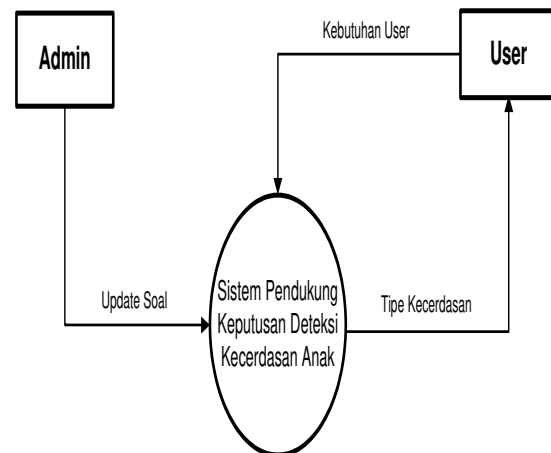 Admin
Kebutuhan User
User
Update Soal
Sistem Pendukung
Keputusan Deteksi
Kecerdasan Anak
Tipe Kecerdasan